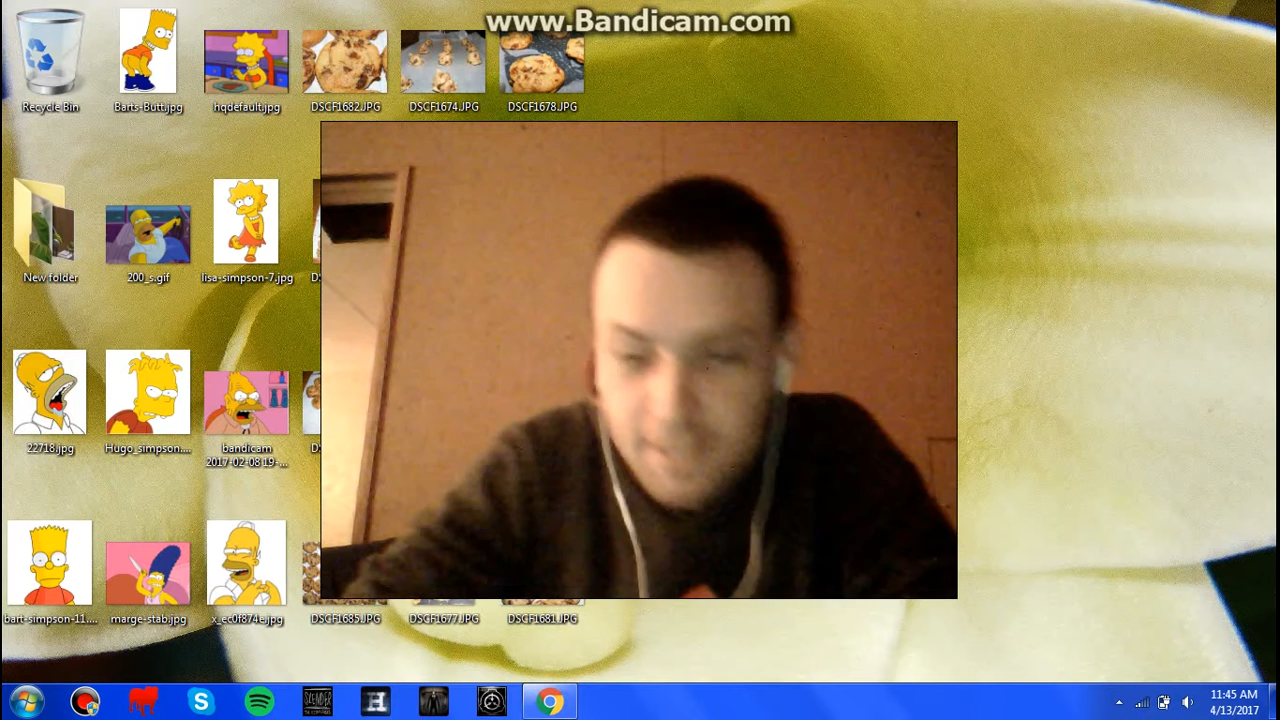 www.Bandicam.com
Recycle Bin
Barts-Butt.jpg
hqdefault.jpg
DSCF1682.JPG
DSCF1674.JPG
DSCF1678.JPG
New folder
200_s.gif
lisa-simpson-7.jpg
D
22718.jpg
Hugo_simpson....
bandicam
2017-02-08 19-...
D
bart-simpson-11....
marge-stab.jpg
x_ec0f874e.jpg
DSCF1685.JPG
DSCF1677.JPG
DSCF1681.JPG
SLENDER
H
11:45 AM
4/13/2017